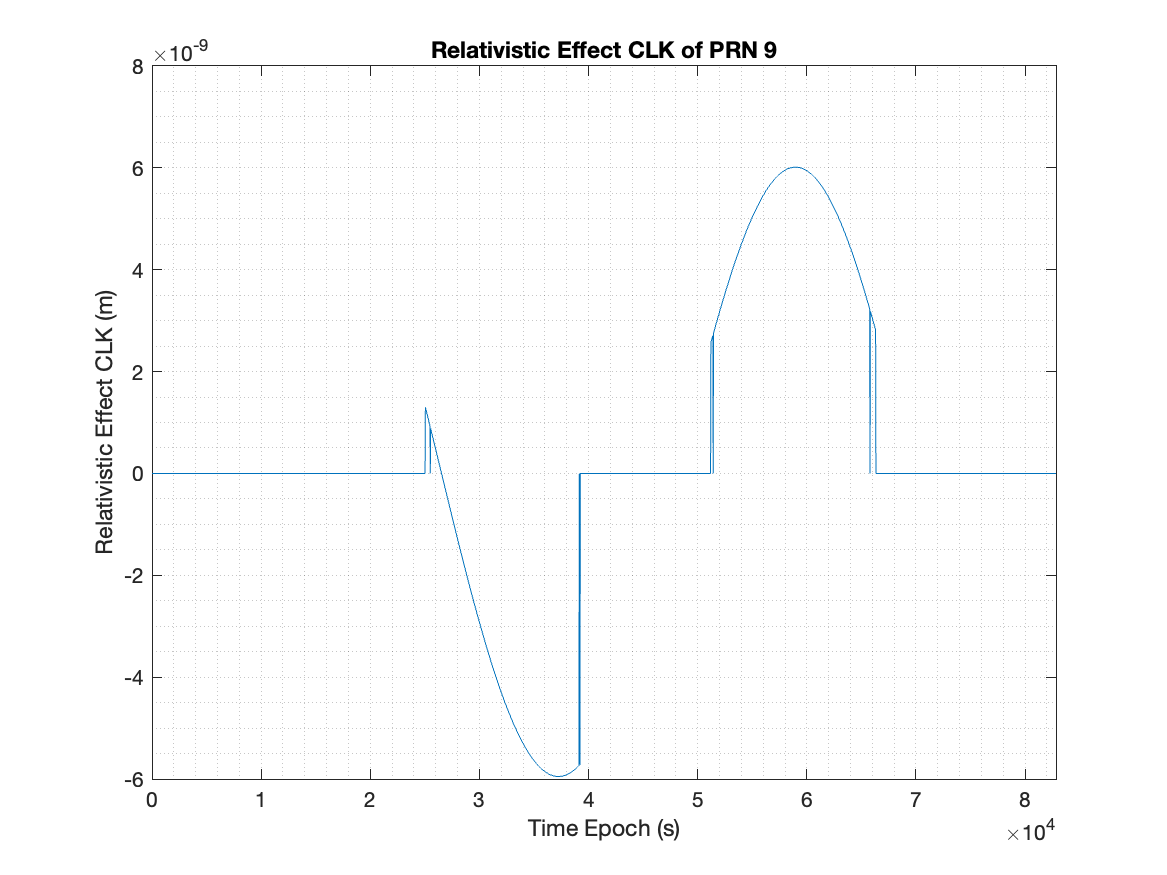 Relativistic Effect CLK of PRN 9
×10⁻⁹
8
6
4
2
0
-2
-4
-6
Relativistic Effect CLK (m)
0 1 2 3 4 5 6 7 8
Time Epoch (s)
×10⁴